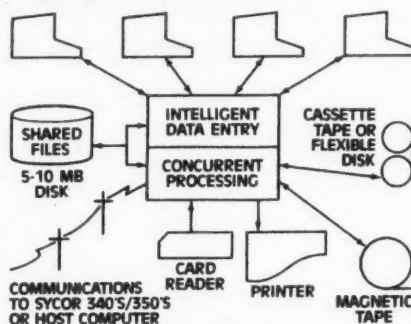 INTELLIGENT
DATA ENTRY
CONCURRENT
PROCESSING
SHARED
FILES
5-10 MB
DISK
CASSETTE
TAPE OR
FLEXIBLE
DISK
COMMUNICATIONS
TO SYCOR 340'S/350'S
OR HOST COMPUTER
CARD
READER
PRINTER
MAGNETIC
TAPE